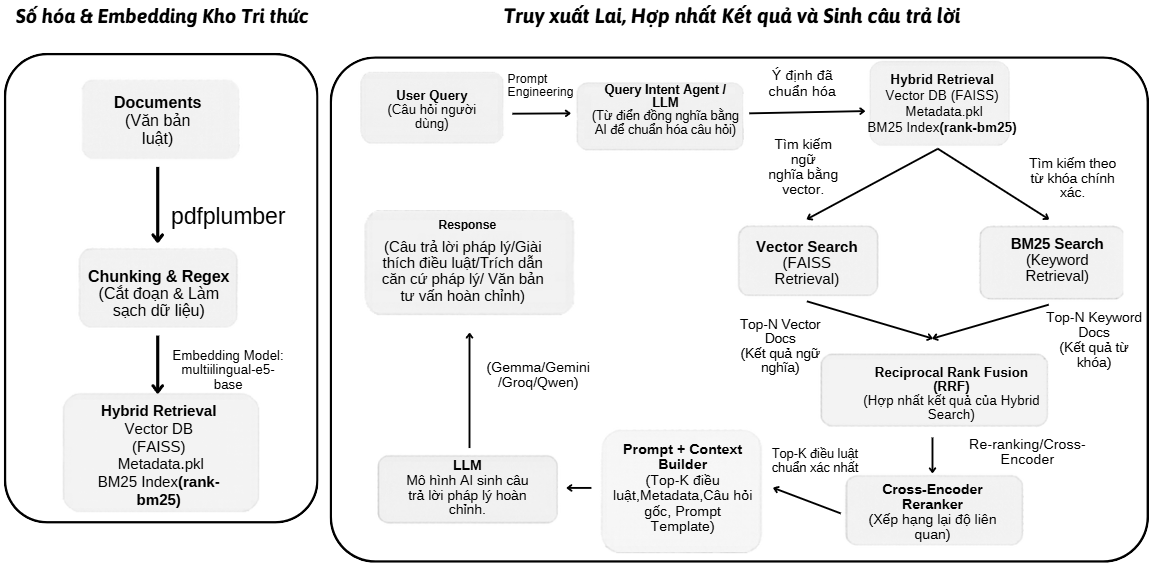 Số hóa & Embedding Kho Tri thức
Documents
(Văn bản
luật)
pdfplumber
Chunking & Regex
(Cắt đoạn & Làm
sạch dữ liệu)
Embedding Model:
multiilingual-e5-
base
Hybrid Retrieval
Vector DB
(FAISS)
Metadata.pkl
BM25 Index(rank-
bm25)
Truy xuất Lai, Hợp nhất Kết quả và Sinh câu trả lời
User Query
(Câu hỏi người
dùng)
Prompt
Engineering
Query Intent Agent /
LLM
(Từ điển đồng nghĩa bằng
AI để chuẩn hóa câu hỏi)
Ý định đã
chuẩn hóa
Hybrid Retrieval
Vector DB (FAISS)
Metadata.pkl
BM25 Index(rank-bm25)
Tìm kiếm
ngữ
nghĩa bằng
vector.
Tìm kiếm theo
từ khóa chính
xác.
Vector Search
(FAISS
Retrieval)
BM25 Search
(Keyword
Retrieval)
Top-N Vector
Docs
(Kết quả ngữ
nghĩa)
Top-N Keyword
Docs
(Kết quả từ
khóa)
Reciprocal Rank Fusion
(RRF)
(Hợp nhất kết quả của Hybrid
Search)
Re-ranking/Cross-
Encoder
Cross-Encoder
Reranker
(Xếp hạng lại độ liên
quan)
Top-K điều luật
chuẩn xác nhất
Prompt + Context
Builder
(Top-K điều
luật,Metadata,Câu hỏi
gốc, Prompt
Template)
LLM
Mô hình AI sinh câu
trả lời pháp lý hoàn
chỉnh.
(Gemma/Gemini
/Groq/Qwen)
Response
(Câu trả lời pháp lý/Giài
thích điều luật/Trích dẫn
căn cứ pháp lý/ Văn bản
tư vấn hoàn chỉnh)